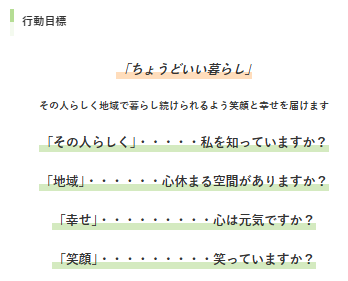 行動目標
「ちょうどいい暮らし」
その人らしく地域で暮らし続けられるよう笑顔と幸せを届けます
「その人らしく」・・・・・私を知っていますか？
「地域」・・・・・・心休まる空間がありますか？
「幸せ」・・・・・・・・・心は元気ですか？
「笑顔」・・・・・・・・・笑っていますか？